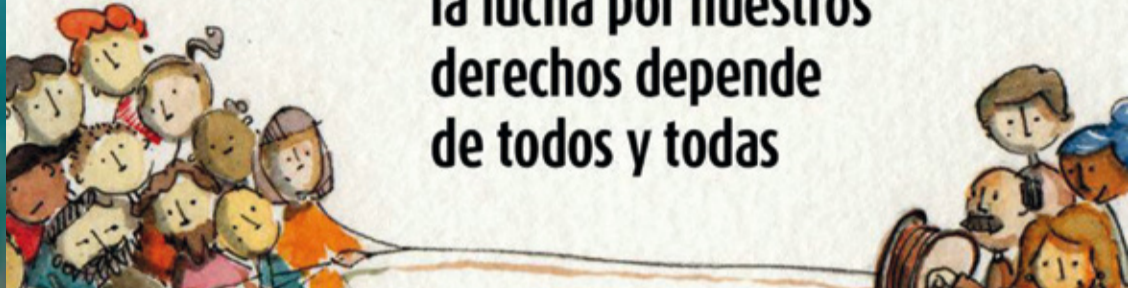 la lucha por nuestros
derechos depende
de todos y todas